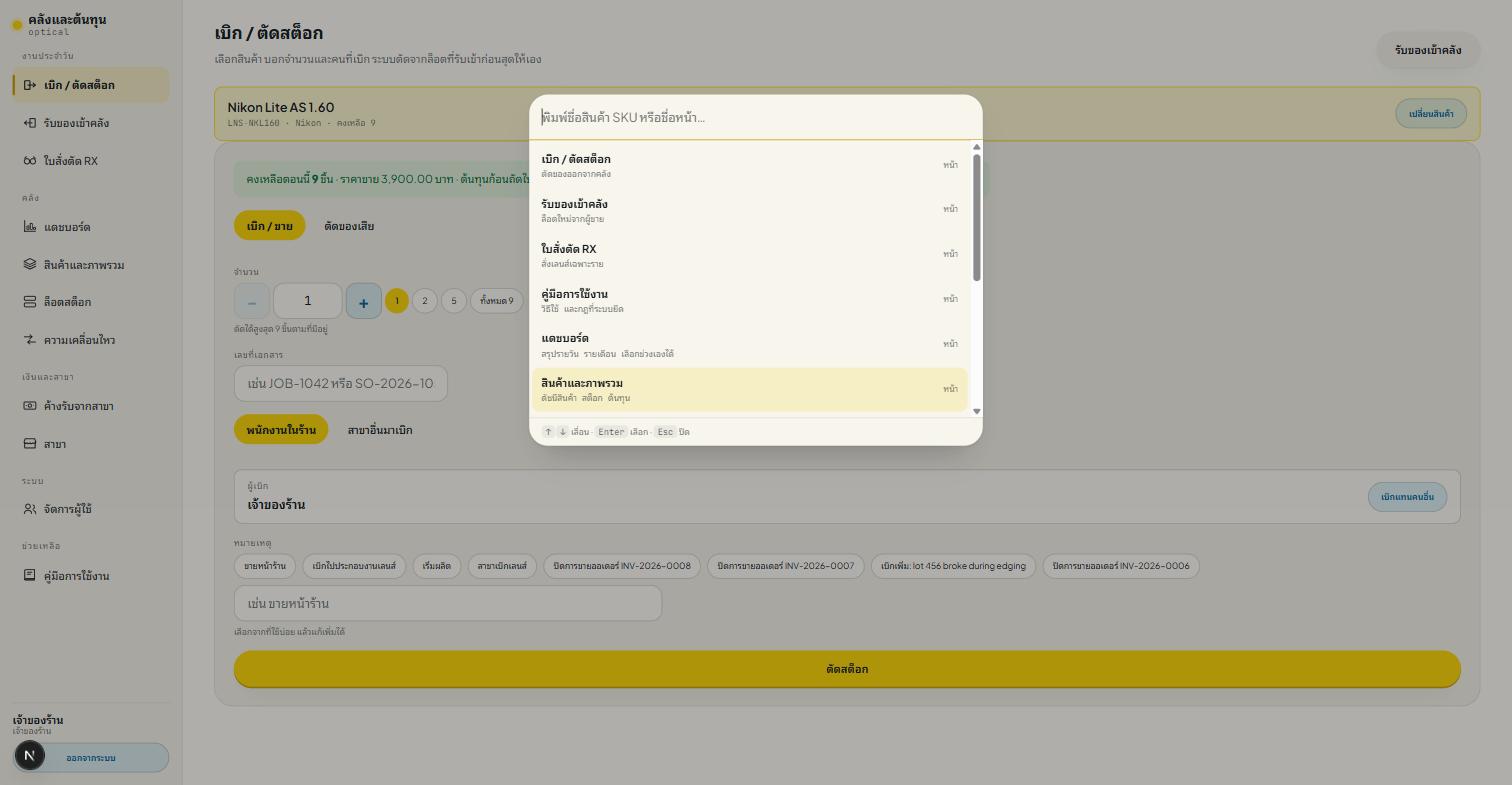 คลังและต้นทุน
optical
งานประจำวัน
เบิก / ตัดสต็อก
รับของเข้าคลัง
ใบสั่งตัด RX
คลัง
แดชบอร์ด
สินค้าและภาพรวม
ล็อตสต็อก
ความเคลื่อนไหว
เงินและสาขา
ค้างรับจากสาขา
สาขา
ระบบ
จัดการผู้ใช้
ช่วยเหลือ
คู่มือการใช้งาน
เจ้าของร้าน
เจ้าของร้าน
N
ออกจากระบบ
เบิก / ตัดสต็อก
เลือกสินค้า บอกจำนวนและคนที่เบิก ระบบตัดจากล็อตที่รับเข้าก่อนสุดให้เอง
รับของเข้าคลัง
Nikon Lite AS 1.60
LNS-NKL160 · Nikon · คงเหลือ 9
เปลี่ยนสินค้า
คงเหลือตอนนี้ 9 ชิ้น · ราคาขาย 3,900.00 บาท · ต้นทุนก้อนถัดไป
เบิก / ขาย
ตัดของเสีย
จำนวน
− 1 + 1 2 5 ทั้งหมด 9
ตัดได้สูงสุด 9 ชิ้นตามที่มีอยู่
เลขที่เอกสาร
เช่น JOB-1042 หรือ SO-2026-10
พนักงานในร้าน
สาขาอื่นมาเบิก
ผู้เบิก
เจ้าของร้าน
เบิกแทนคนอื่น
หมายเหตุ
ขายหน้าร้าน
เบิกไปประกอบงานเลนส์
เริ่มผลิต
สาขาเบิกเลนส์
ปิดการขายออเดอร์ INV-2026-0008
ปิดการขายออเดอร์ INV-2026-0007
เบิกเพิ่ม: lot 456 broke during edging
ปิดการขายออเดอร์ INV-2026-0006
เช่น ขายหน้าร้าน
เลือกจากที่ใช้บ่อย แล้วแก้เพิ่มได้
ตัดสต็อก
พิมพ์ชื่อสินค้า SKU หรือชื่อหน้า...
เบิก / ตัดสต็อก
ตัดของออกจากคลัง
หน้า
รับของเข้าคลัง
ล็อตใหม่จากผู้ขาย
หน้า
ใบสั่งตัด RX
สั่งเลนส์เฉพาะราย
หน้า
คู่มือการใช้งาน
วิธีใช้ และกฎที่ระบบยึด
หน้า
แดชบอร์ด
สรุปรายวัน รายเดือน เลือกช่วงเองได้
หน้า
สินค้าและภาพรวม
ดัชนีสินค้า สต็อก ต้นทุน
หน้า
↑ ↓ เลื่อน · Enter เลือก · Esc ปิด